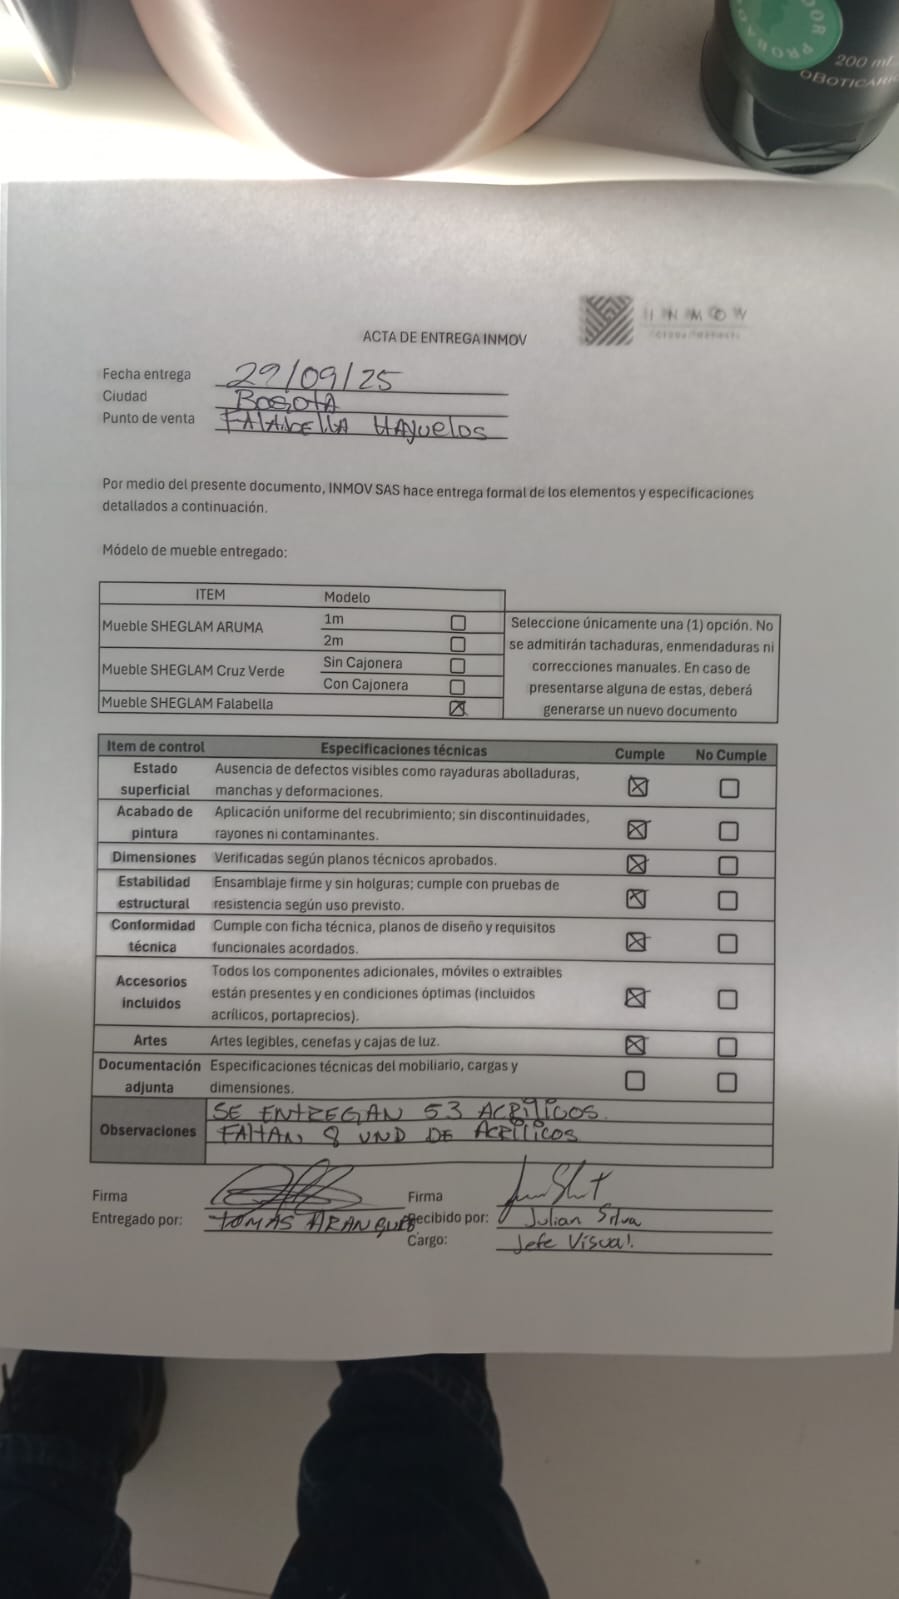 DOR PROBADO
200 ml
OBOTICÁRIO
INMOV
ACTA DE ENTREGA INMOV
Fecha entrega 29/09/25
Ciudad BOGOTA
Punto de venta FALABELLA HAYUELOS
Por medio del presente documento, INMOV SAS hace entrega formal de los elementos y especificaciones
detallados a continuación.
Módelo de mueble entregado:
ITEM Modelo
Mueble SHEGLAM ARUMA 1m ☐
2m ☐
Mueble SHEGLAM Cruz Verde Sin Cajonera ☐
Con Cajonera ☐
Mueble SHEGLAM Falabella ☒
Seleccione únicamente una (1) opción. No
se admitirán tachaduras, enmendaduras ni
correcciones manuales. En caso de
presentarse alguna de estas, deberá
generarse un nuevo documento
Item de control Especificaciones técnicas Cumple No Cumple
Estado superficial Ausencia de defectos visibles como rayaduras abolladuras, ☒ ☐
manchas y deformaciones.
Acabado de pintura Aplicación uniforme del recubrimiento; sin discontinuidades, ☒ ☐
rayones ni contaminantes.
Dimensiones Verificadas según planos técnicos aprobados. ☒ ☐
Estabilidad estructural Ensamblaje firme y sin holguras; cumple con pruebas de ☒ ☐
resistencia según uso previsto.
Conformidad técnica Cumple con ficha técnica, planos de diseño y requisitos ☒ ☐
funcionales acordados.
Accesorios incluidos Todos los componentes adicionales, móviles o extraibles ☒ ☐
están presentes y en condiciones óptimas (incluidos
acrílicos, portaprecios).
Artes Artes legibles, cenefas y cajas de luz. ☒ ☐
Documentación adjunta Especificaciones técnicas del mobiliario, cargas y ☐ ☐
dimensiones.
Observaciones SE ENTREGAN 53 ACRÍLICOS.
FALTAN 8 UND DE ACRÍLICOS
Firma Firma
Entregado por: TOMAS ARANGUES Recibido por: Julian Silva
Cargo: Jefe Visual.